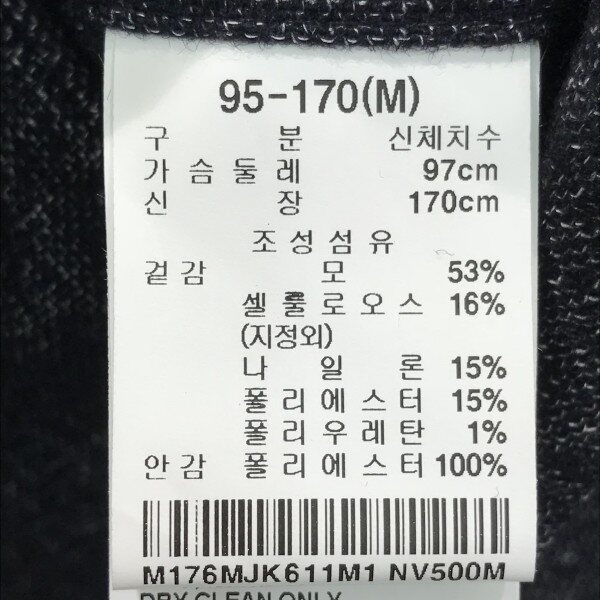 95-170(M)
구 분 신체치수
가 슴 둘 레 97cm
신 장 170cm
조 성 섬 유
겉 감 모 53%
셀 룰 로 오 스 16%
(지정외)
나 일 론 15%
폴 리 에 스 터 15%
폴 리 우 레 탄 1%
안 감 폴 리 에 스 터 100%
M176MJK611M1 NV500M
DRY CLEAN ONLY